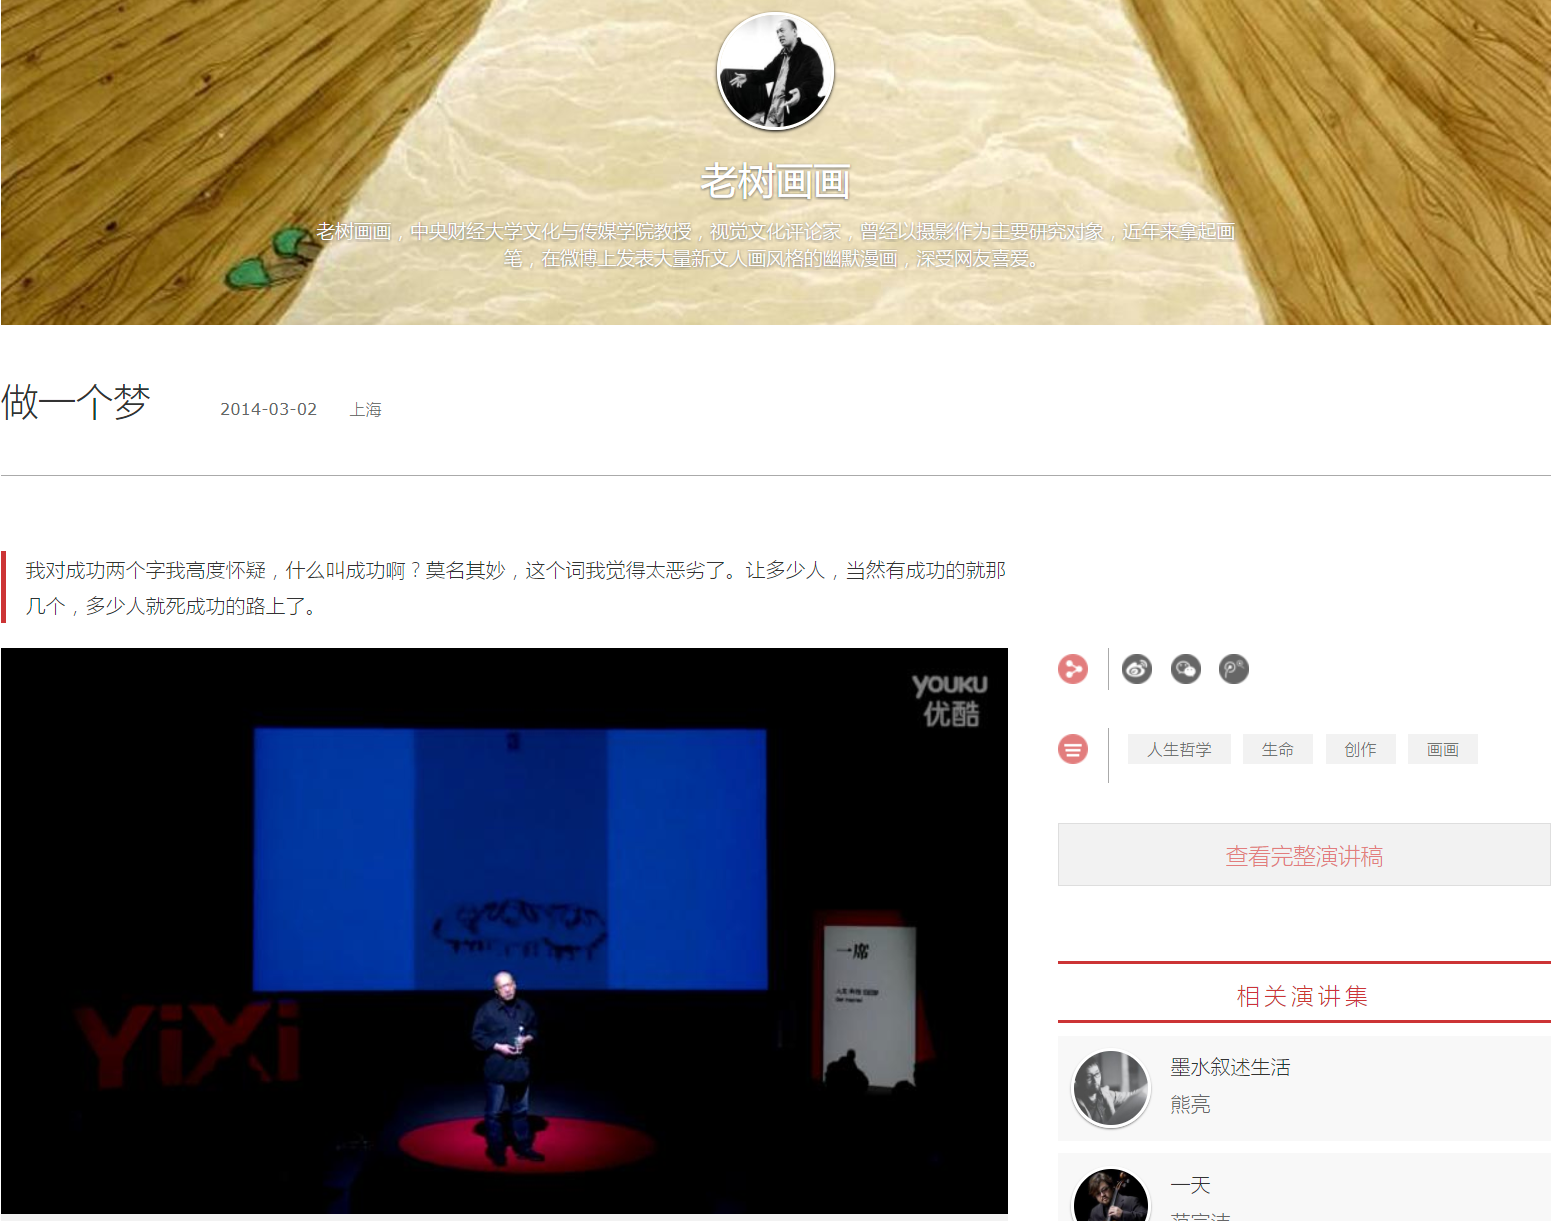 老树画画
老树画画，中央财经大学文化与传媒学院教授，视觉文化评论家，曾经以摄影作为主要研究对象，近年来拿起画
笔，在微博上发表大量新文人画风格的幽默漫画，深受网友喜爱。
做一个梦
2014-03-02
上海
我对成功两个字我高度怀疑，什么叫成功啊？莫名其妙，这个词我觉得太恶劣了。让多少人，当然有成功的就那
几个，多少人就死成功的路上了。
YOUKU
优酷
一席
YiXi
人生哲学
生命
创作
画画
查看完整演讲稿
相关演讲集
墨水叙述生活
熊亮
一天